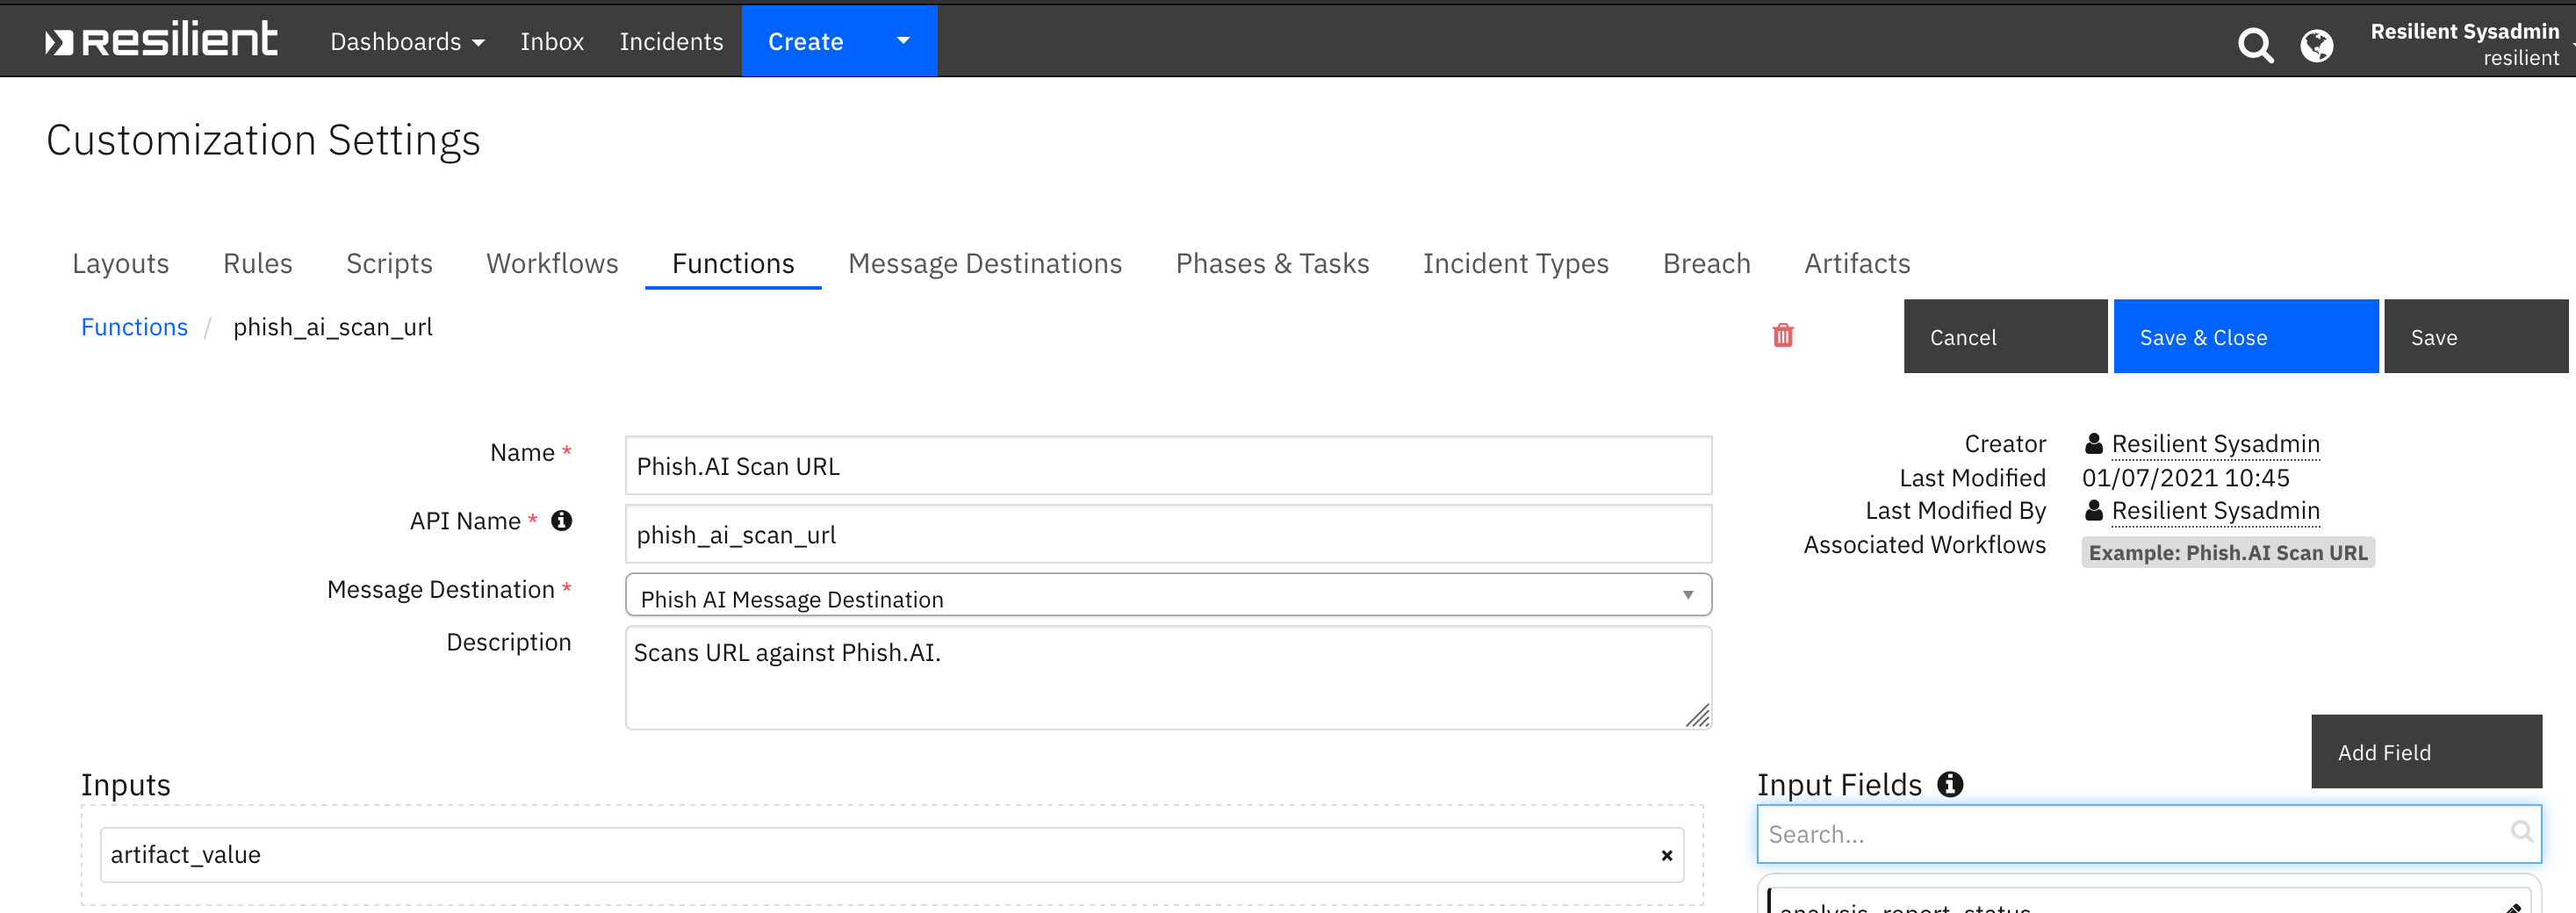 resilient
Dashboards Inbox Incidents Create
Resilient Sysadmin
resilient
Customization Settings
Layouts Rules Scripts Workflows Functions Message Destinations Phases & Tasks Incident Types Breach Artifacts
Functions / phish_ai_scan_url
Cancel Save & Close Save
Name * Phish.AI Scan URL
API Name * phish_ai_scan_url
Message Destination * Phish AI Message Destination
Description Scans URL against Phish.AI.
Creator Resilient Sysadmin
Last Modified 01/07/2021 10:45
Last Modified By Resilient Sysadmin
Associated Workflows Example: Phish.AI Scan URL
Add Field
Inputs
artifact_value ×
Input Fields
Search...
analysis_report_status